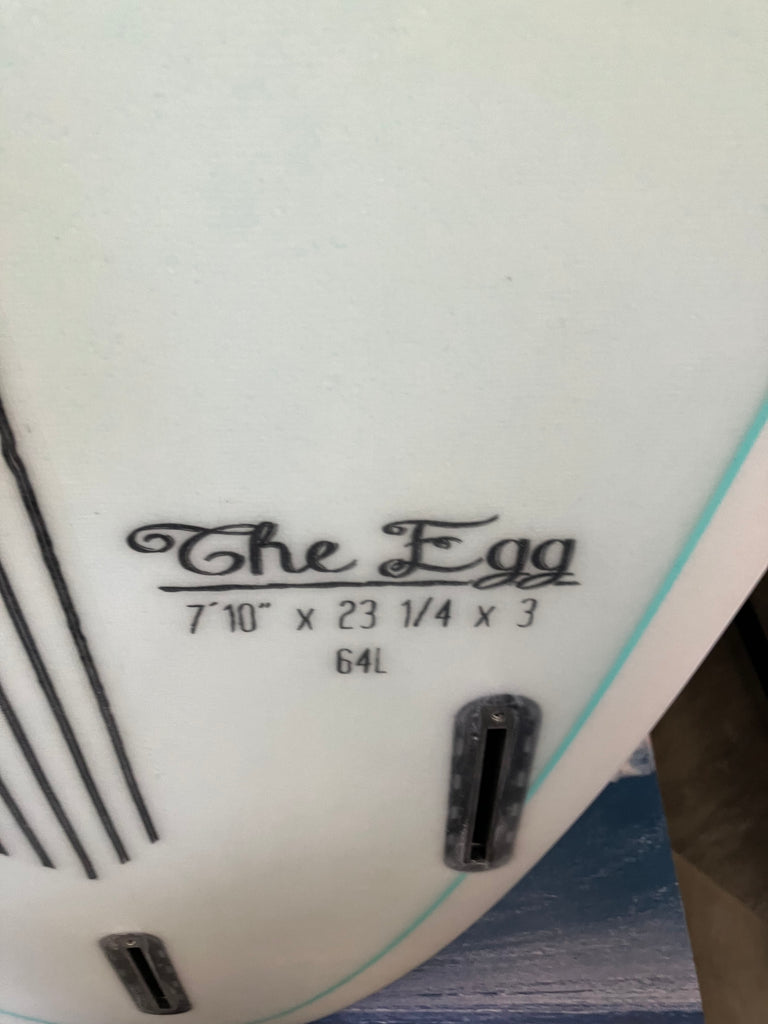 The Egg
7´10" x 23 1/4 x 3
64L